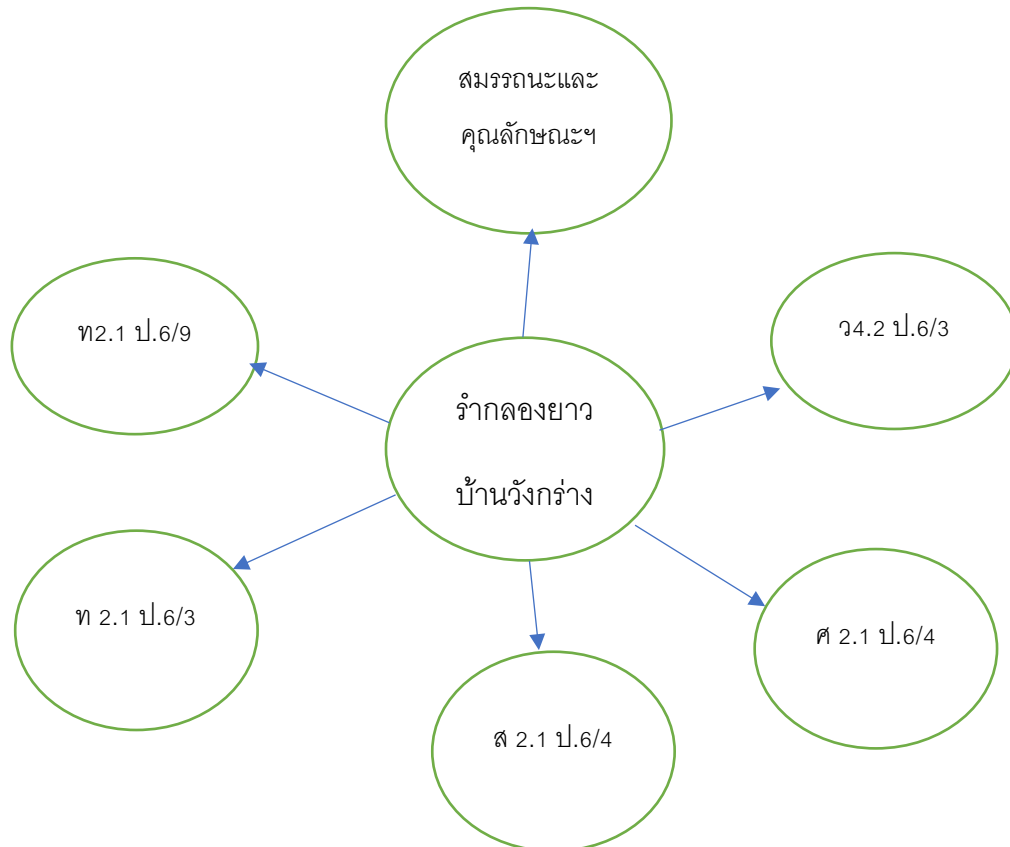 สมรรถนะและ
คุณลักษณะฯ
ท2.1 ป.6/9
ว4.2 ป.6/3
รำกลองยาว
บ้านวังกร่าง
ท 2.1 ป.6/3
ศ 2.1 ป.6/4
ส 2.1 ป.6/4